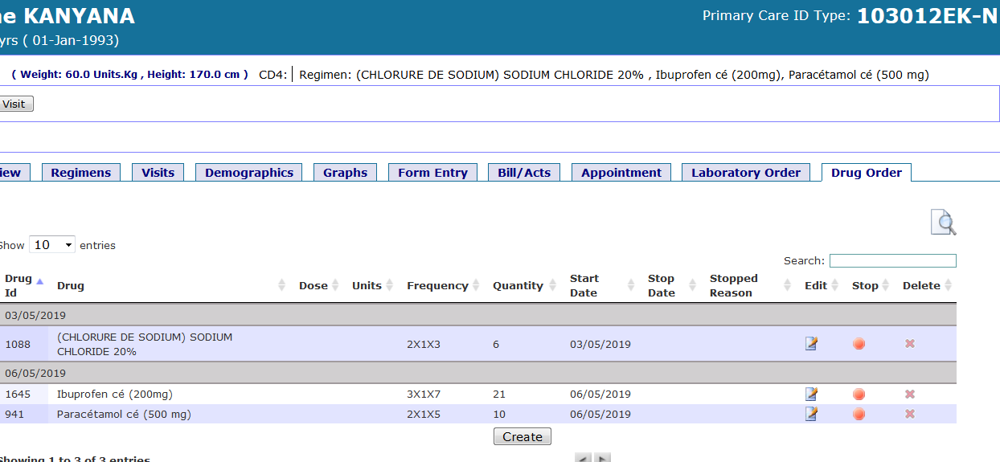 KANYANA
Primary Care ID Type: 103012EK-N
yrs ( 01-Jan-1993)
( Weight: 60.0 Units.Kg , Height: 170.0 cm ) CD4: Regimen: (CHLORURE DE SODIUM) SODIUM CHLORIDE 20% , Ibuprofen cé (200mg), Paracétamol cé (500 mg)
Visit
iew Regimens Visits Demographics Graphs Form Entry Bill/Acts Appointment Laboratory Order Drug Order
Show 10 entries
Search:
Drug Id Drug Dose Units Frequency Quantity Start Date Stop Date Stopped Reason Edit Stop Delete
03/05/2019
1088 (CHLORURE DE SODIUM) SODIUM CHLORIDE 20% 2X1X3 6 03/05/2019
06/05/2019
1645 Ibuprofen cé (200mg) 3X1X7 21 06/05/2019
941 Paracétamol cé (500 mg) 2X1X5 10 06/05/2019
Create
Showing 1 to 3 of 3 entries